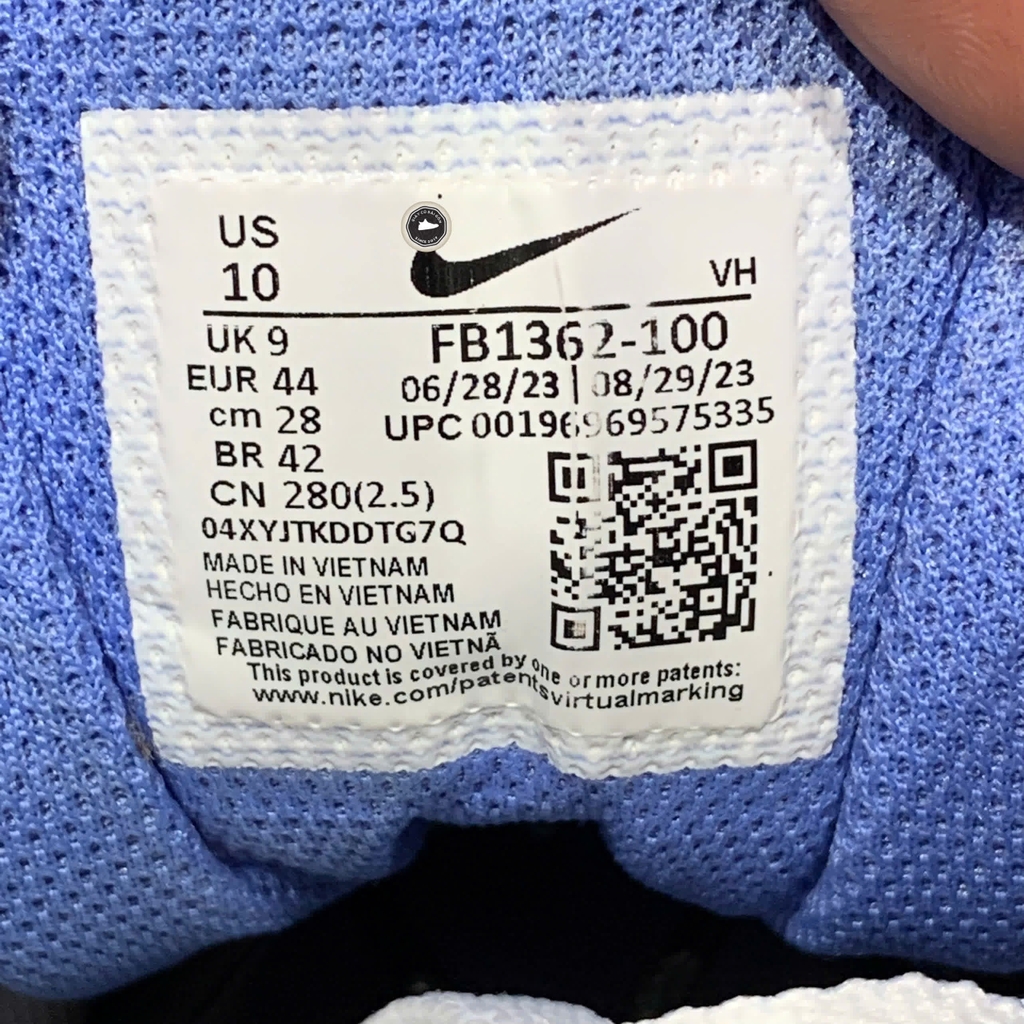 US
10
VH
UK 9
FB1362-100
EUR 44
06/28/23 | 08/29/23
cm 28
UPC 00196969575335
BR 42
CN 280(2.5)
04XYJTKDDTG7Q
MADE IN VIETNAM
HECHO EN VIETNAM
FABRIQUE AU VIETNAM
FABRICADO NO VIETNÃ
This product is covered by one or more patents:
www.nike.com/patentsvirtualmarking